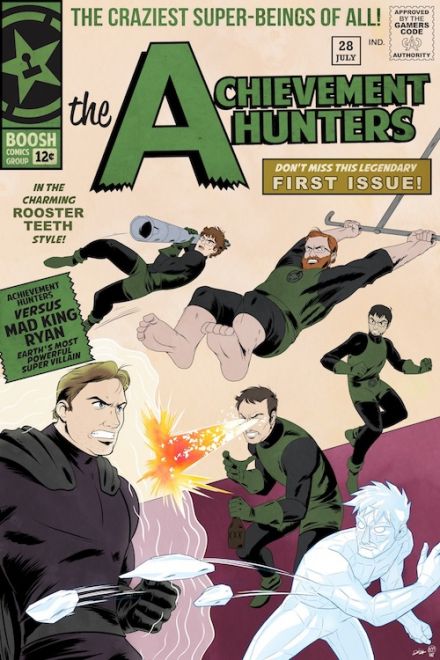 THE CRAZIEST SUPER-BEINGS OF ALL!
APPROVED
BY THE
GAMERS
CODE
AUTHORITY
28
JULY
IND.
the ACHIEVEMENT
HUNTERS
BOOSH
COMICS
GROUP 12¢
DON'T MISS THIS LEGENDARY
FIRST ISSUE!
IN THE
CHARMING
ROOSTER
TEETH
STYLE!
ACHIEVEMENT
HUNTERS
VERSUS
MAD KING
RYAN
EARTH'S MOST
POWERFUL
SUPER VILLAIN